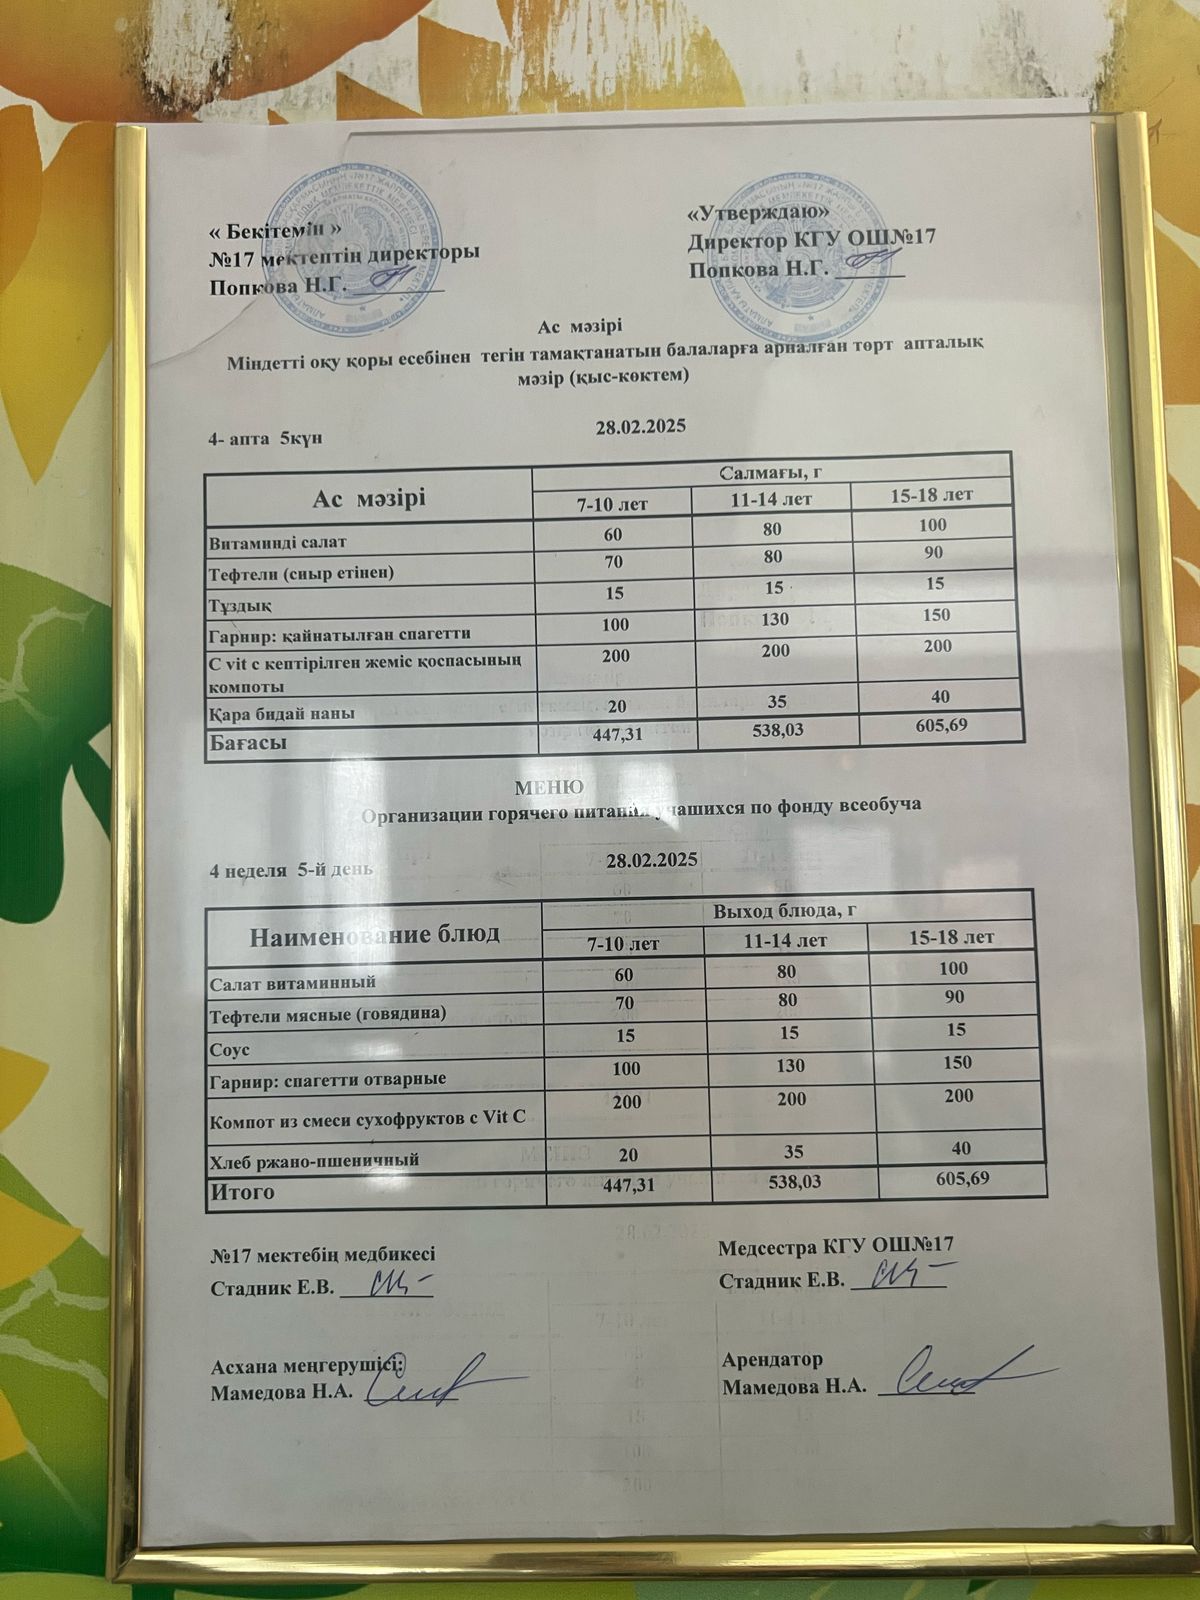 « Бекітемін »
№17 мектептің директоры
Попкова Н.Г.
«Утверждаю»
Директор КГУ ОШ№17
Попкова Н.Г.
Ас мәзірі
Міндетті оқу қоры есебінен тегін тамақтанатын балаларға арналған төрт апталық
мәзір (қыс-көктем)
4- апта 5күн 28.02.2025
Ас мәзірі Салмағы, г
7-10 лет 11-14 лет 15-18 лет
Витаминді салат 60 80 100
Тефтели (сиыр етінен) 70 80 90
Тұздық 15 15 15
Гарнир: қайнатылған спагетти 100 130 150
C vit с кептірілген жеміс қоспасының 200 200 200
компоты
Қара бидай наны 20 35 40
Бағасы 447,31 538,03 605,69
МЕНЮ
Организации горячего питания учашихся по фонду всеобуча
4 неделя 5-й день 28.02.2025
Наименование блюд Выход блюда, г
7-10 лет 11-14 лет 15-18 лет
Салат витаминный 60 80 100
Тефтели мясные (говядина) 70 80 90
Соус 15 15 15
Гарнир: спагетти отварные 100 130 150
Компот из смеси сухофруктов с Vit C 200 200 200
Хлеб ржано-пшеничный 20 35 40
Итого 447,31 538,03 605,69
№17 мектебің медбикесі
Стадник Е.В.
Медсестра КГУ ОШ№17
Стадник Е.В.
Асхана меңгерушісі:
Мамедова Н.А.
Арендатор
Мамедова Н.А.